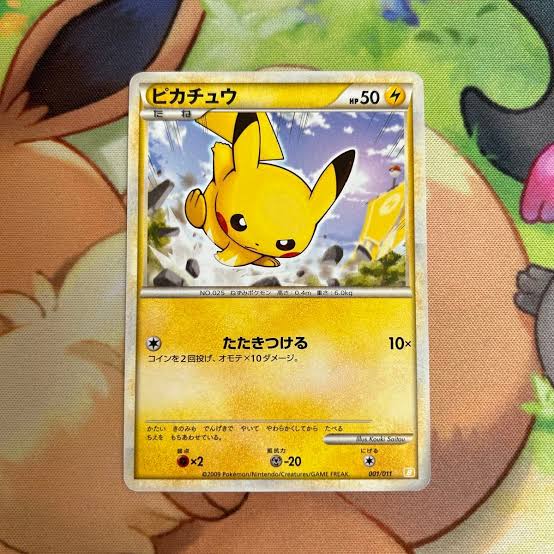 ピカチュウ HP50
たね
NO.025 ねずみポケモン 高さ:0.4m 重さ:6.0kg
たたきつける 10×
コインを2回投げ、オモテ×10ダメージ。
かたい きのみも でんげきで やいて やわらかくしてから たべる
ちえを もちあわせている。
Illus. Kouki Saitou
弱点 抵抗力 にげる
×2 -20
©2009 Pokémon/Nintendo/Creatures/GAME FREAK. 001/011